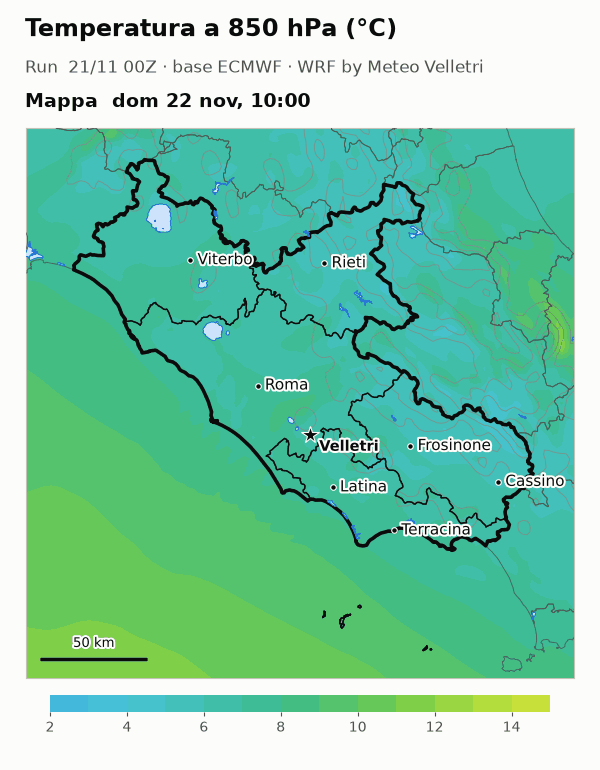 Temperatura a 850 hPa (°C)
Run  21/11 00Z · base ECMWF · WRF by Meteo Velletri
Mappa  dom 22 nov, 10:00
Viterbo
Rieti
Roma
Velletri
Frosinone
Latina
Cassino
Terracina
50 km
2 4 6 8 10 12 14